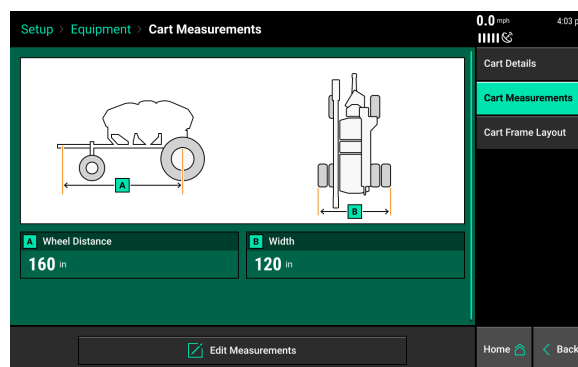 Setup > Equipment > Cart Measurements
0.0 mph
4:03 p
Cart Details
Cart Measurements
Cart Frame Layout
A
B
A Wheel Distance
160 in
B Width
120 in
Edit Measurements
Home
< Back